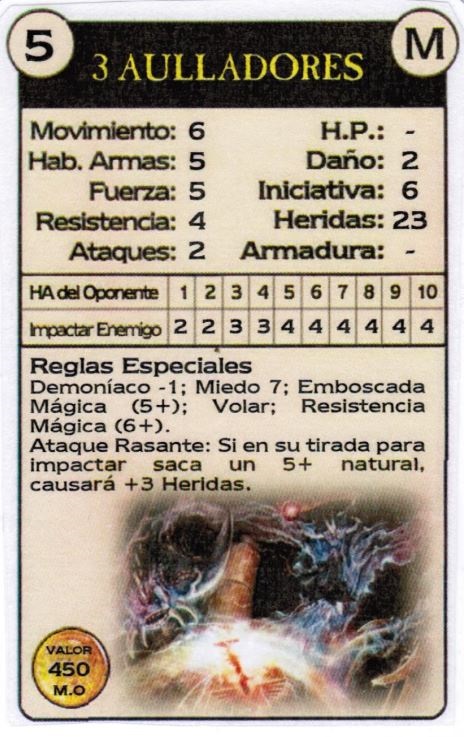 5
3 AULLADORES
M
Movimiento: 6 H.P.: -
Hab. Armas: 5 Daño: 2
Fuerza: 5 Iniciativa: 6
Resistencia: 4 Heridas: 23
Ataques: 2 Armadura: -
HA del Oponente 1 2 3 4 5 6 7 8 9 10
Impactar Enemigo 2 2 3 3 4 4 4 4 4 4
Reglas Especiales
Demoníaco -1; Miedo 7; Emboscada
Mágica (5+); Volar; Resistencia
Mágica (6+).
Ataque Rasante: Si en su tirada para
impactar saca un 5+ natural,
causará +3 Heridas.
VALOR
450
M.O